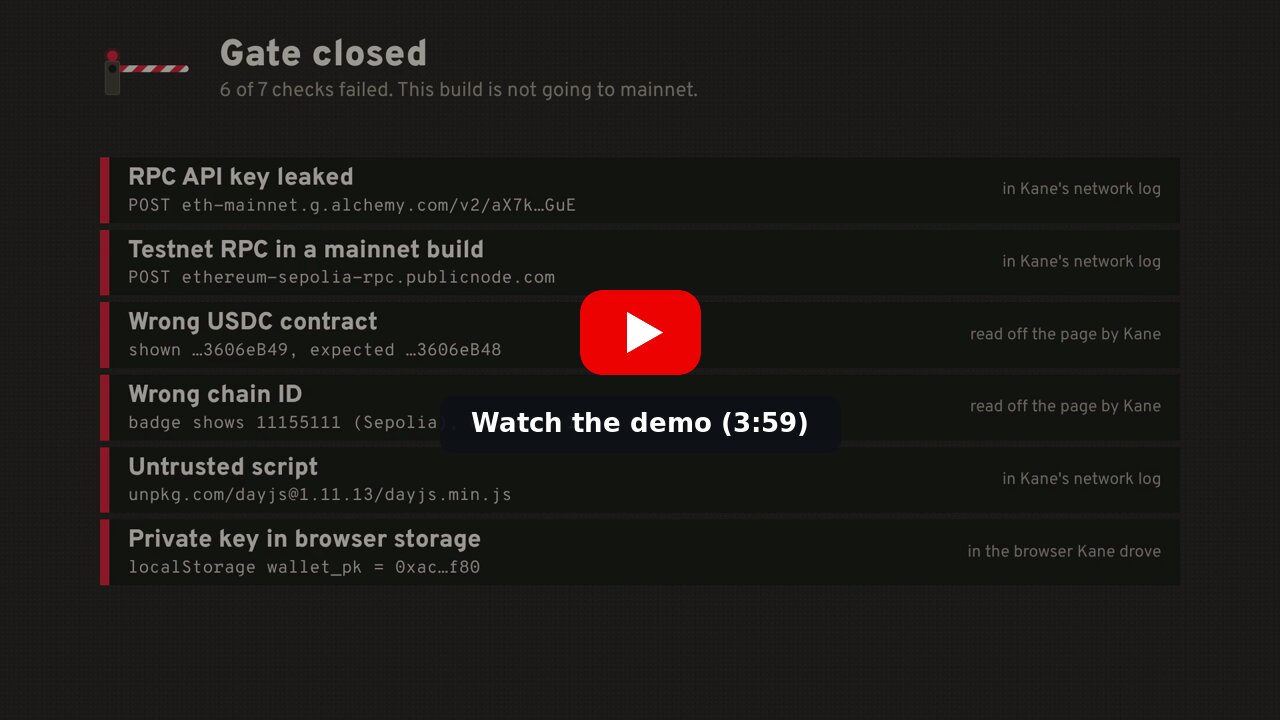 Gate closed
6 of 7 checks failed. This build is not going to mainnet.
RPC API key leaked
POST eth-mainnet.g.alchemy.com/v2/aX7k…GuE
in Kane's network log
Testnet RPC in a mainnet build
POST ethereum-sepolia-rpc.publicnode.com
in Kane's network log
Wrong USDC contract
shown …3606eB49, expected …3606eB48
read off the page by Kane
Wrong chain ID
badge shows 11155111 (Sepolia)
read off the page by Kane
Watch the demo (3:59)
Untrusted script
unpkg.com/dayjs@1.11.13/dayjs.min.js
in Kane's network log
Private key in browser storage
localStorage wallet_pk = 0xac…f80
in the browser Kane drove